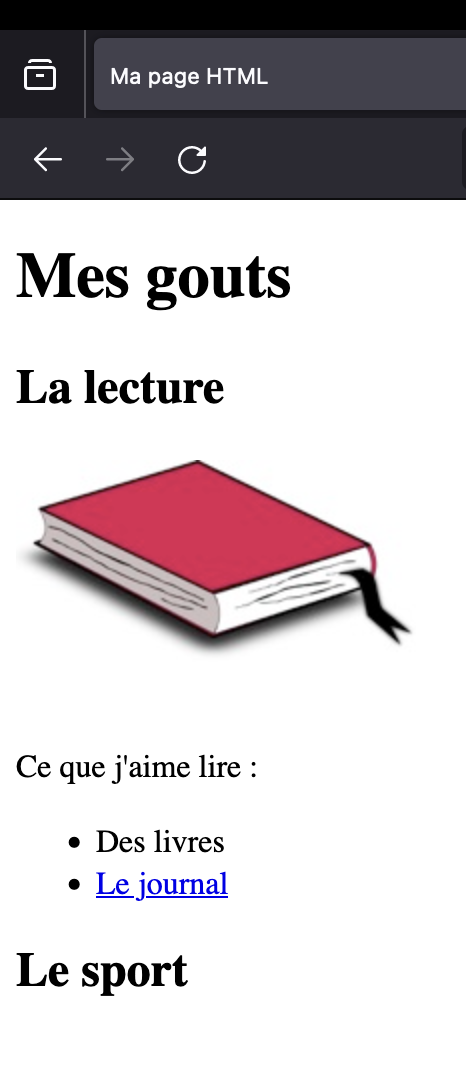 Ma page HTML
Mes gouts
La lecture
Ce que j'aime lire :
Des livres
Le journal
Le sport